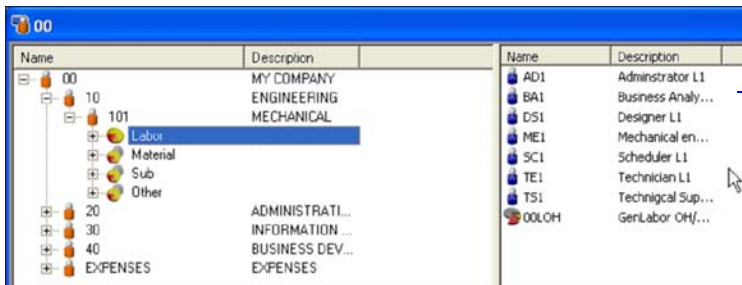 00
Name Description
00 MY COMPANY
10 ENGINEERING
101 MECHANICAL
Labor
Material
Sub
Other
20 ADMINISTRATI...
30 INFORMATION ...
40 BUSINESS DEV...
EXPENSES EXPENSES
Name Description
AD1 Adminstrator L1
BA1 Business Analy...
DS1 Designer L1
ME1 Mechanical en...
SC1 Scheduler L1
TE1 Technician L1
TS1 Technigcal Sup...
00LOH GenLabor OH/...